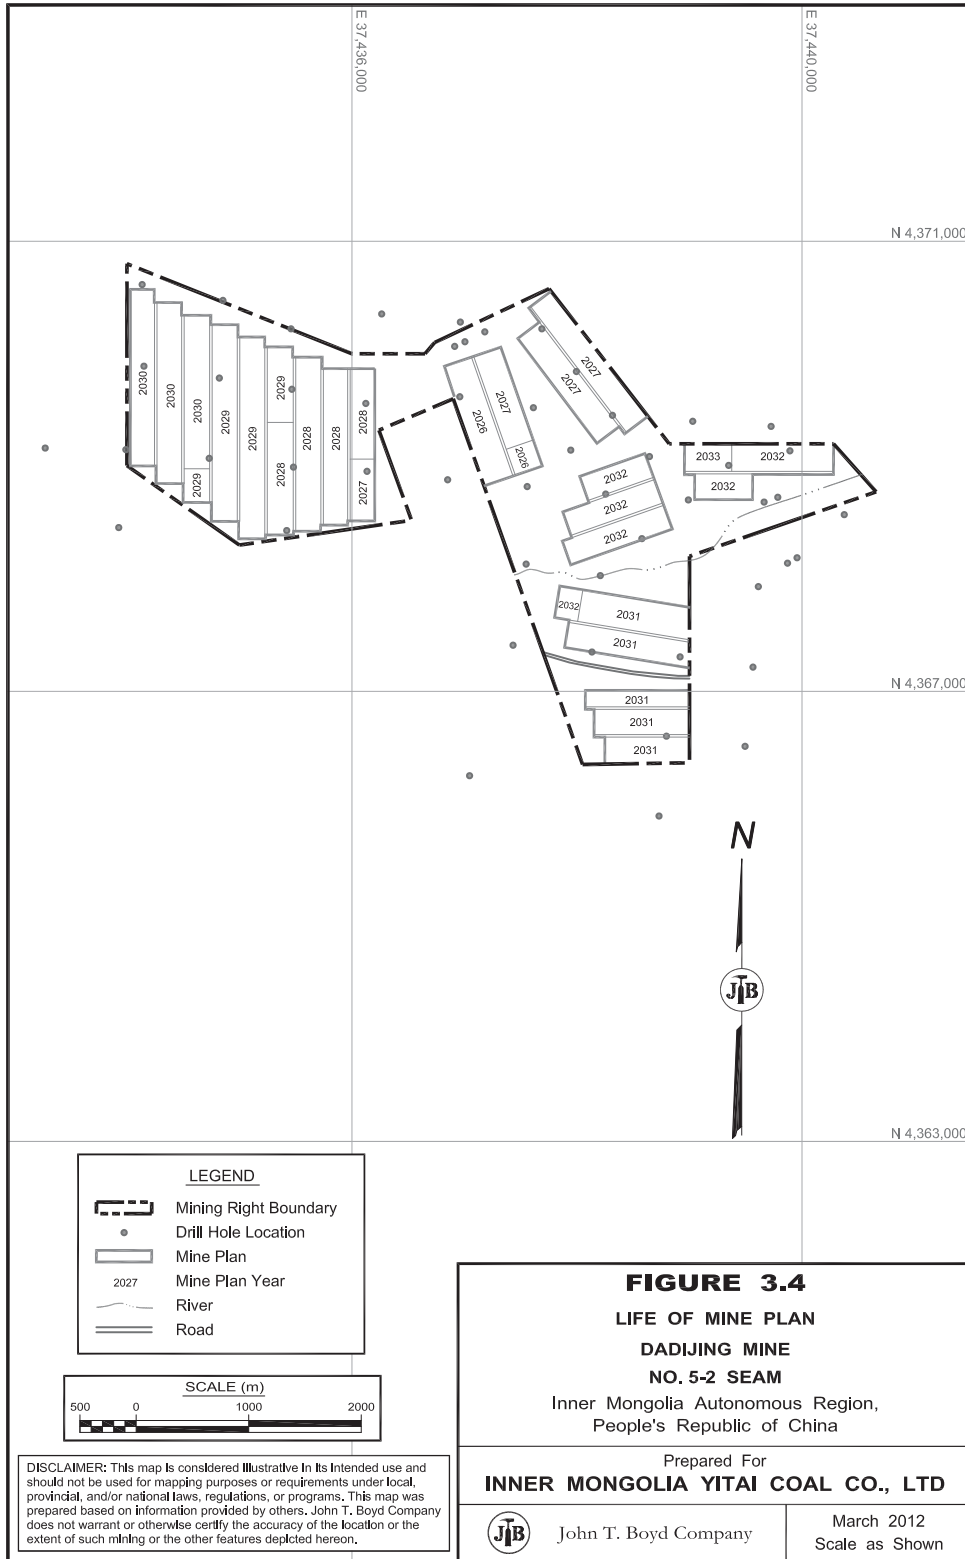 E 37,436,000
E 37,440,000
N 4,371,000
2030
2030
2030
2029
2029
2029
2029
2028
2028
2028
2028
2027
2026
2027
2026
2027
2027
2033
2032
2032
2032
2032
2032
2032
2031
2031
N 4,367,000
2031
2031
2031
N
JTB
N 4,363,000
LEGEND
Mining Right Boundary
Drill Hole Location
Mine Plan
2027 Mine Plan Year
River
Road
SCALE (m)
500 0 1000 2000
DISCLAIMER: This map is considered illustrative in its intended use and
should not be used for mapping purposes or requirements under local,
provincial, and/or national laws, regulations, or programs. This map was
prepared based on information provided by others. John T. Boyd Company
does not warrant or otherwise certify the accuracy of the location or the
extent of such mining or the other features depicted hereon.
FIGURE 3.4
LIFE OF MINE PLAN
DADIJING MINE
NO. 5-2 SEAM
Inner Mongolia Autonomous Region,
People's Republic of China
Prepared For
INNER MONGOLIA YITAI COAL CO., LTD
JTB John T. Boyd Company
March 2012
Scale as Shown